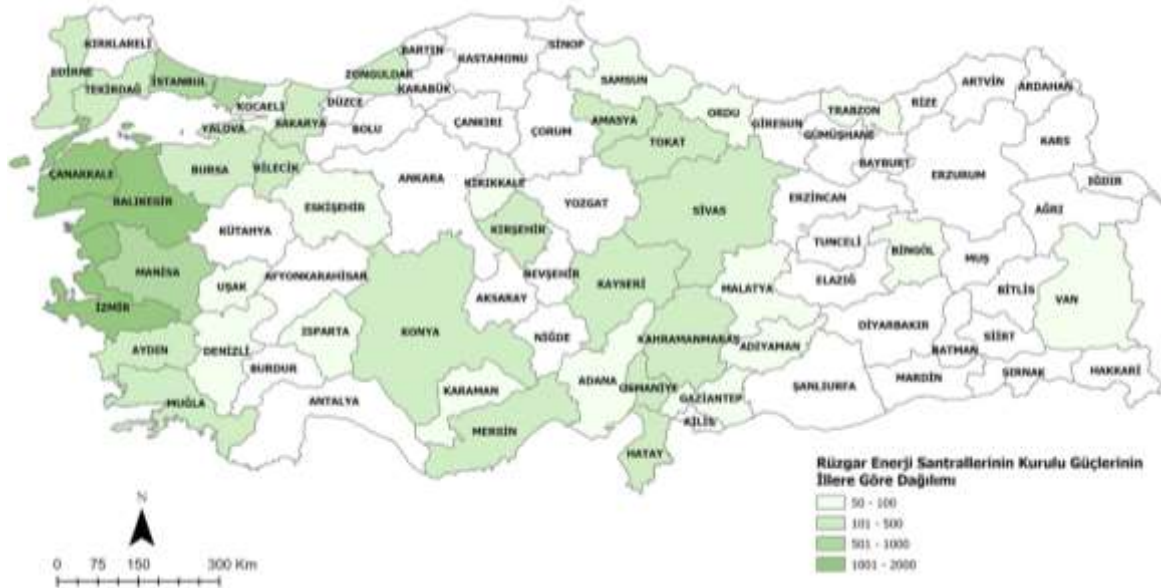 KIRKLARELİ
EDİRNE
TEKİRDAĞ
İSTANBUL
KOCAELİ
YALOVA
SAKARYA
DÜZCE
ZONGULDAK
BARTIN
KARABÜK
KASTAMONU
SİNOP
SAMSUN
ORDU
GİRESUN
TRABZON
RİZE
ARTVİN
ARDAHAN
KARS
IĞDIR
AĞRI
GÜMÜŞHANE
BAYBURT
ERZURUM
ERZİNCAN
ÇANAKKALE
BALIKESİR
BURSA
BİLECİK
BOLU
ÇANKIRI
ÇORUM
AMASYA
TOKAT
ANKARA
KIRIKKALE
YOZGAT
SİVAS
ESKİŞEHİR
KÜTAHYA
KIRŞEHİR
TUNCELİ
BİNGÖL
MUŞ
ELAZIĞ
BİTLİS
VAN
MANİSA
UŞAK
AFYONKARAHİSAR
NEVŞEHİR
AKSARAY
KAYSERİ
MALATYA
İZMİR
DİYARBAKIR
SİİRT
BATMAN
ŞIRNAK
HAKKARİ
MARDİN
AYDIN
DENİZLİ
ISPARTA
KONYA
NİĞDE
KAHRAMANMARAŞ
ADIYAMAN
BURDUR
MUĞLA
ANTALYA
KARAMAN
MERSİN
ADANA
OSMANİYE
GAZİANTEP
ŞANLIURFA
KİLİS
HATAY
Rüzgar Enerji Santrallerinin Kurulu Güçlerinin
İllere Göre Dağılımı
50 - 100
101 - 500
501 - 1000
1001 - 2000
N
0 75 150 300 Km